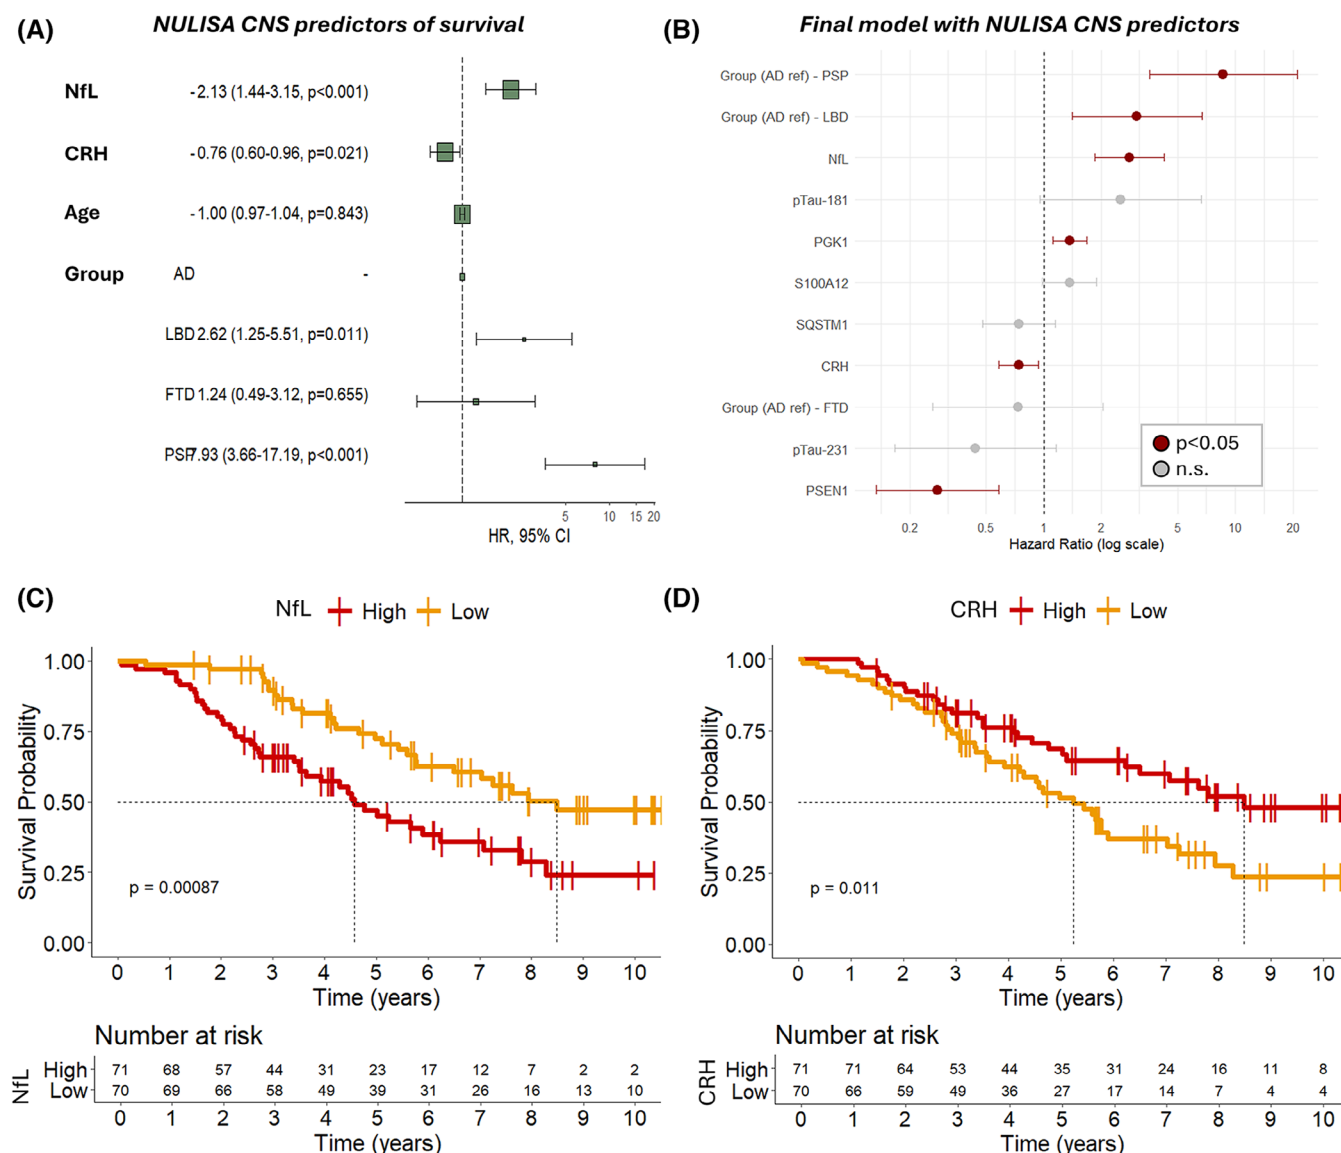 (A)
NULISA CNS predictors of survival
NfL -2.13 (1.44-3.15, p<0.001)
CRH -0.76 (0.60-0.96, p=0.021)
Age -1.00 (0.97-1.04, p=0.843)
Group AD -
LBD 2.62 (1.25-5.51, p=0.011)
FTD 1.24 (0.49-3.12, p=0.655)
PSP 7.93 (3.66-17.19, p<0.001)
5 10 15 20
HR, 95% CI
(B)
Final model with NULISA CNS predictors
Group (AD ref) - PSP
Group (AD ref) - LBD
NfL
pTau-181
PGK1
S100A12
SQSTM1
CRH
Group (AD ref) - FTD
pTau-231
PSEN1
p<0.05
n.s.
0.2 0.5 1 2 5 10 20
Hazard Ratio (log scale)
(C)
NfL High Low
Survival Probability
1.00
0.75
0.50
0.25
0.00
p = 0.00087
0 1 2 3 4 5 6 7 8 9 10
Time (years)
Number at risk
NfL
High 71 68 57 44 31 23 17 12 7 2 2
Low 70 69 66 58 49 39 31 26 16 13 10
0 1 2 3 4 5 6 7 8 9 10
Time (years)
(D)
CRH High Low
Survival Probability
1.00
0.75
0.50
0.25
0.00
p = 0.011
0 1 2 3 4 5 6 7 8 9 10
Time (years)
Number at risk
CRH
High 71 71 64 53 44 35 31 24 16 11 8
Low 70 66 59 49 36 27 17 14 7 4 4
0 1 2 3 4 5 6 7 8 9 10
Time (years)